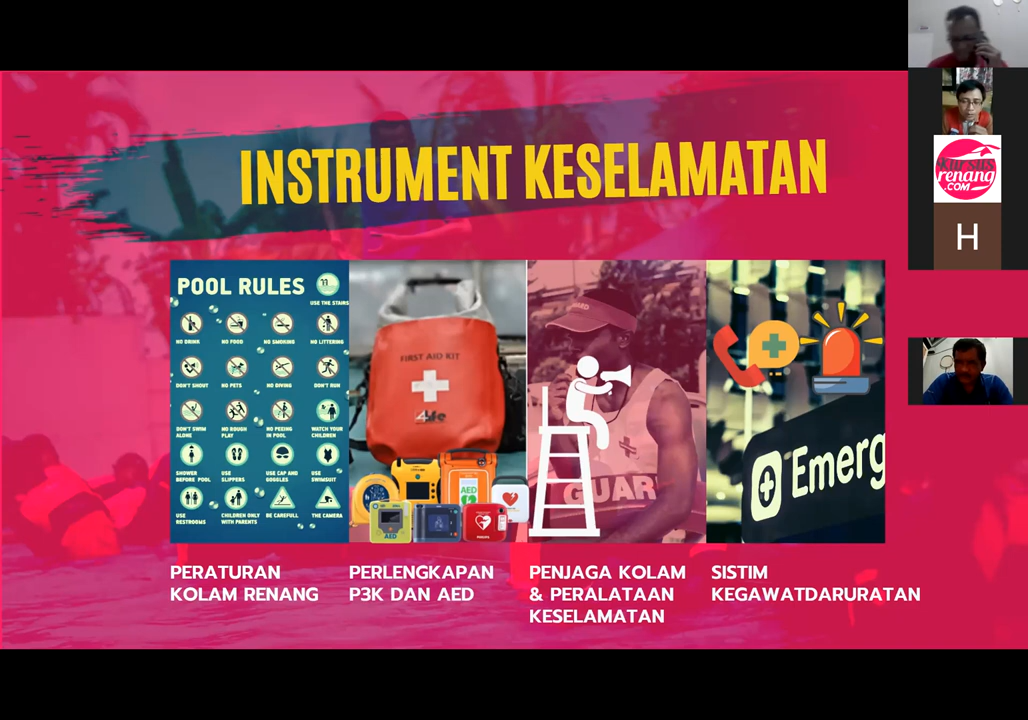 INSTRUMENT KESELAMATAN
POOL RULES
USE THE STAIRS
NO DRINK
NO FOOD
NO SMOKING
NO LITTERING
DON'T SHOUT
NO PETS
NO DIVING
DON'T RUN
DON'T SWIM
ALONE
NO ROUGH
PLAY
NO PEEING
IN POOL
WATCH YOUR
CHILDREN
SHOWER
BEFORE POOL
USE
SLIPPERS
USE CAP AND
GOGGLES
USE
SWIMSUIT
USE
RESTROOMS
CHILDREN ONLY
WITH PARENTS
BE CAREFULL
THE CAMERA
FIRST AID KIT
4life
AED
AED
GUAR
Emerg
PERATURAN
KOLAM RENANG
PERLENGKAPAN
P3K DAN AED
PENJAGA KOLAM
& PERALATAAN
KESELAMATAN
SISTIM
KEGAWATDARURATAN
kursus
renang
.COM
H